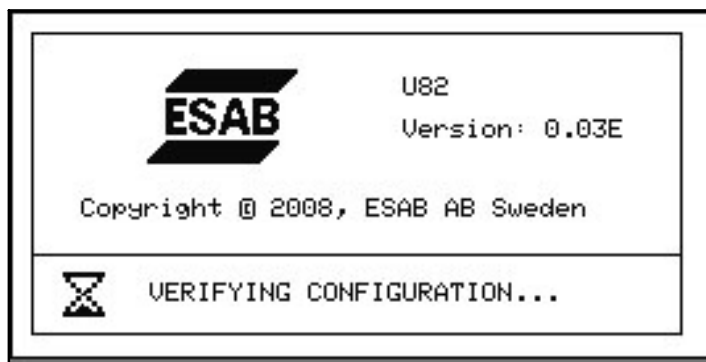 ESAB
U82
Version: 0.03E
Copyright © 2008, ESAB AB Sweden
VERIFYING CONFIGURATION...